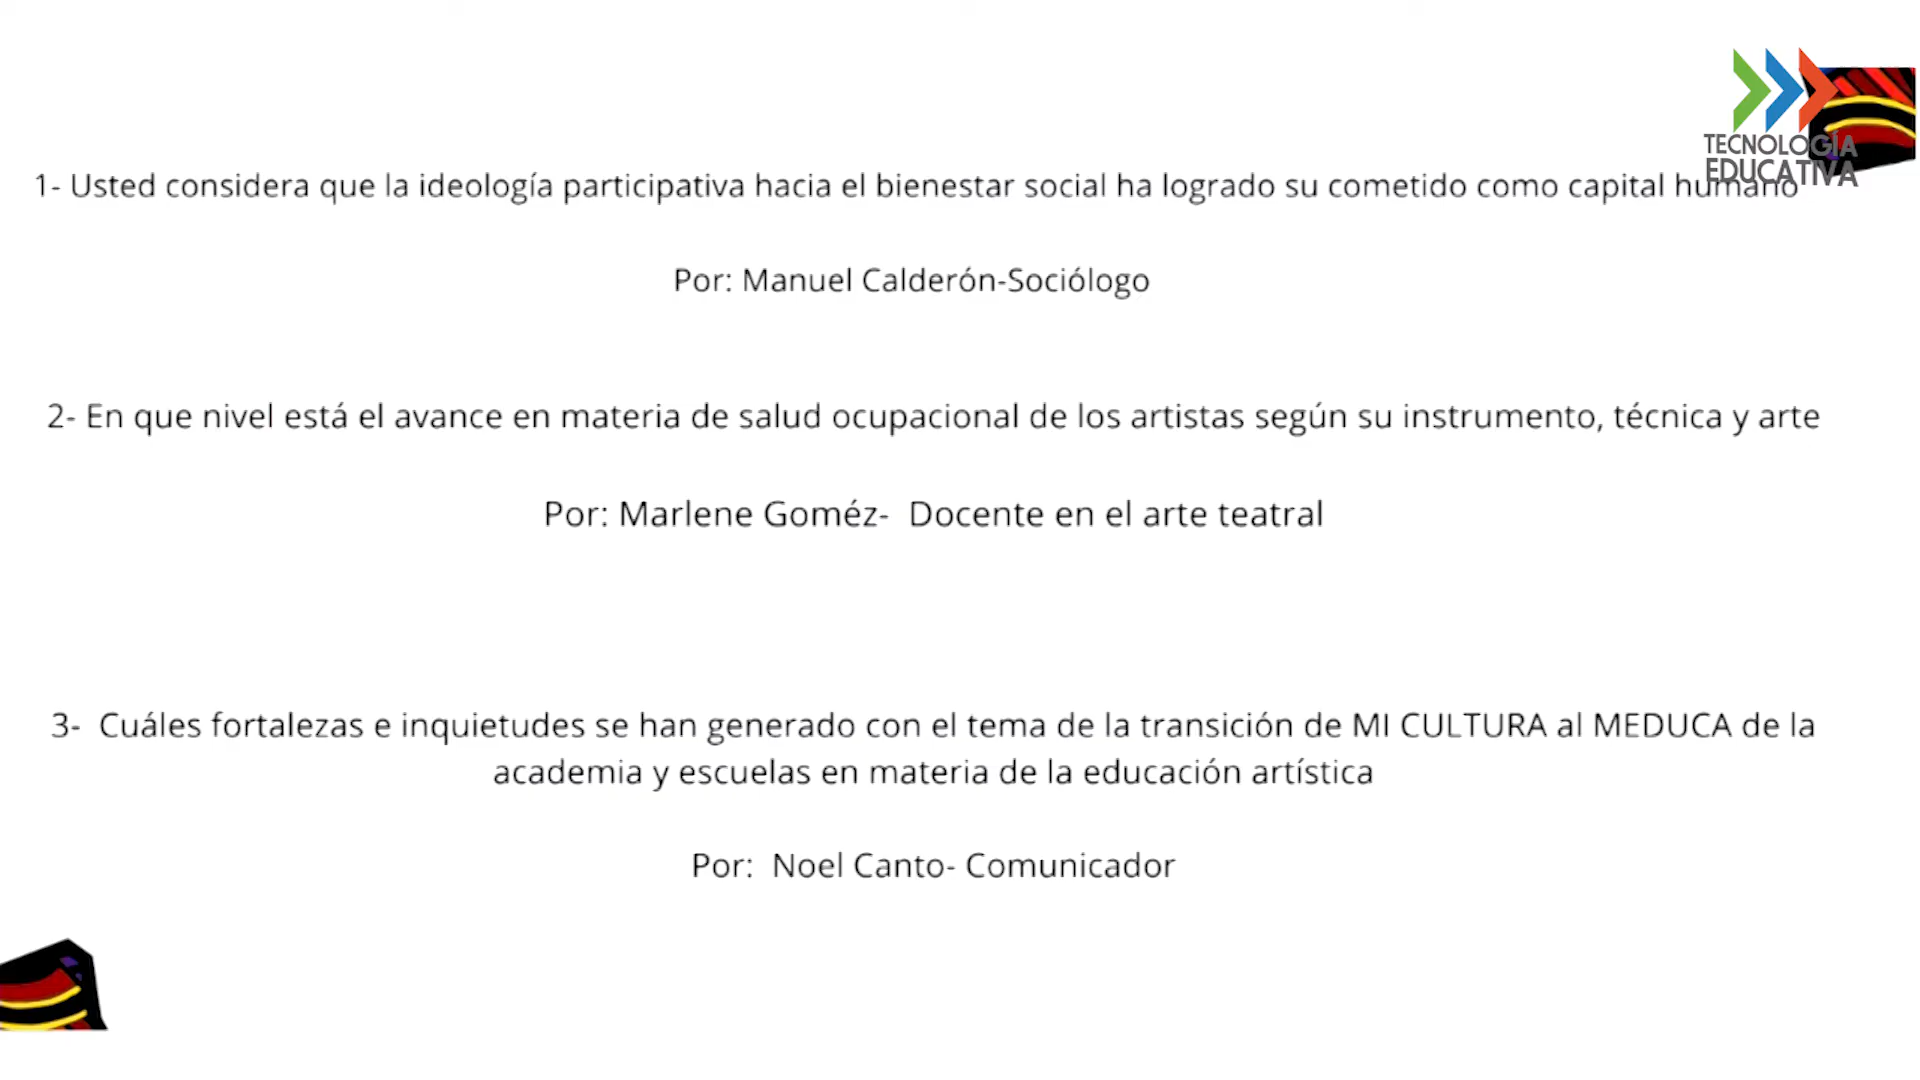 TECNOLOGÍA
EDUCATIVA
1- Usted considera que la ideología participativa hacia el bienestar social ha logrado su cometido como capital humano
Por: Manuel Calderón-Sociólogo
2- En que nivel está el avance en materia de salud ocupacional de los artistas según su instrumento, técnica y arte
Por: Marlene Goméz- Docente en el arte teatral
3- Cuáles fortalezas e inquietudes se han generado con el tema de la transición de MI CULTURA al MEDUCA de la
academia y escuelas en materia de la educación artística
Por: Noel Canto- Comunicador